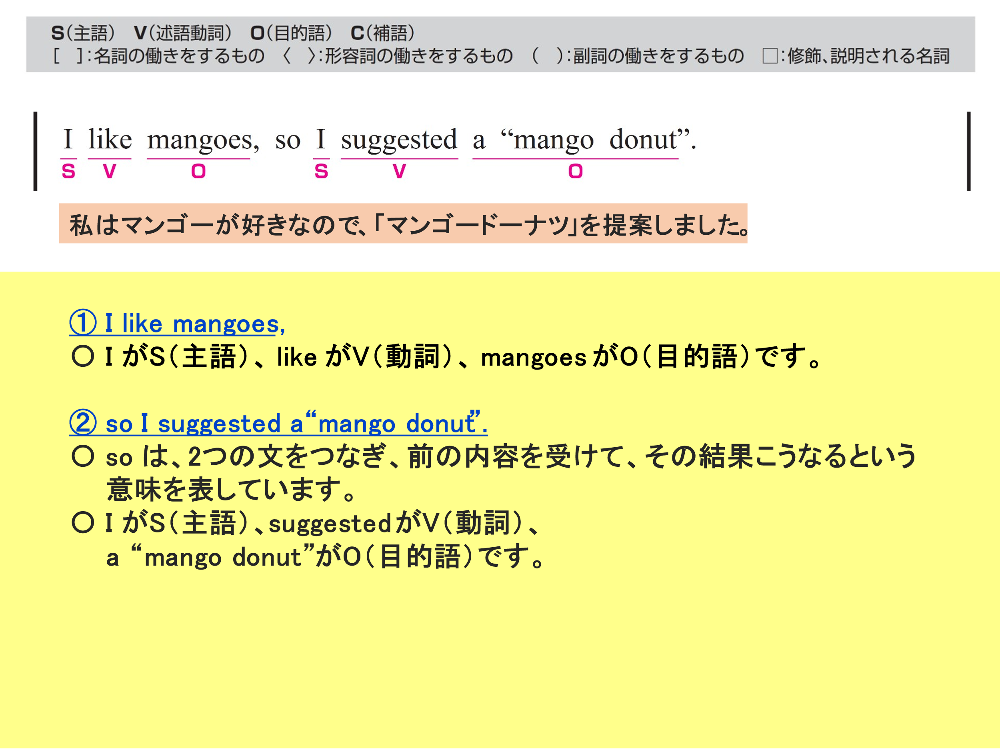 S(主語)　V(述語動詞)　O(目的語)　C(補語)
[　]:名詞の働きをするもの　〈　〉:形容詞の働きをするもの　(　):副詞の働きをするもの　□:修飾、説明される名詞
I like mangoes, so I suggested a “mango donut”.
S V O S V O
私はマンゴーが好きなので、「マンゴードーナツ」を提案しました。
① I like mangoes,
○ I がS(主語)、 like がV(動詞)、 mangoes がO(目的語)です。
② so I suggested a“mango donut”.
○ so は、2つの文をつなぎ、前の内容を受けて、その結果こうなるという
意味を表しています。
○ I がS(主語)、suggestedがV(動詞)、
a “mango donut”がO(目的語)です。